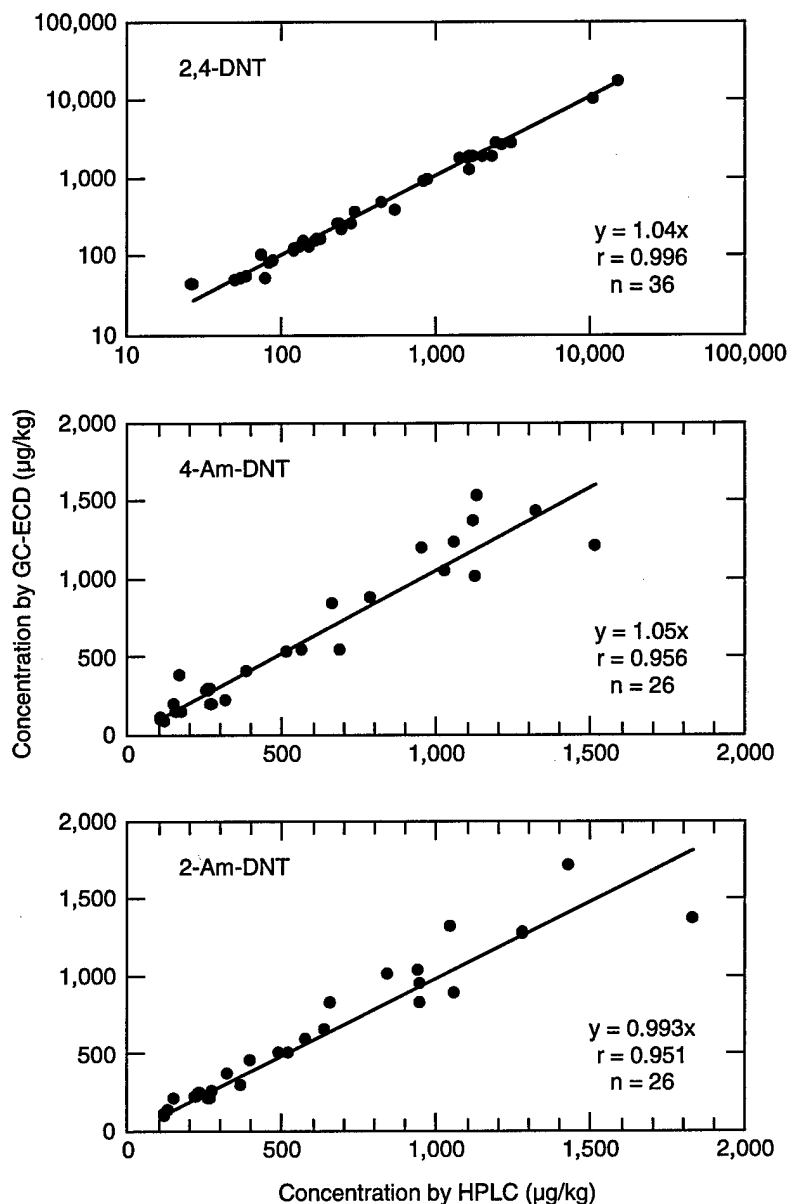 100,000
2,4-DNT
10,000
1,000
y = 1.04x
r = 0.996
100
n = 36
10
10 100 1,000 10,000 100,000
Concentration by GC-ECD (µg/kg)
2,000
4-Am-DNT
1,500
1,000
y = 1.05x
500
r = 0.956
n = 26
0
0 500 1,000 1,500 2,000
2,000
2-Am-DNT
1,500
1,000
y = 0.993x
500
r = 0.951
n = 26
0
0 500 1,000 1,500 2,000
Concentration by HPLC (µg/kg)